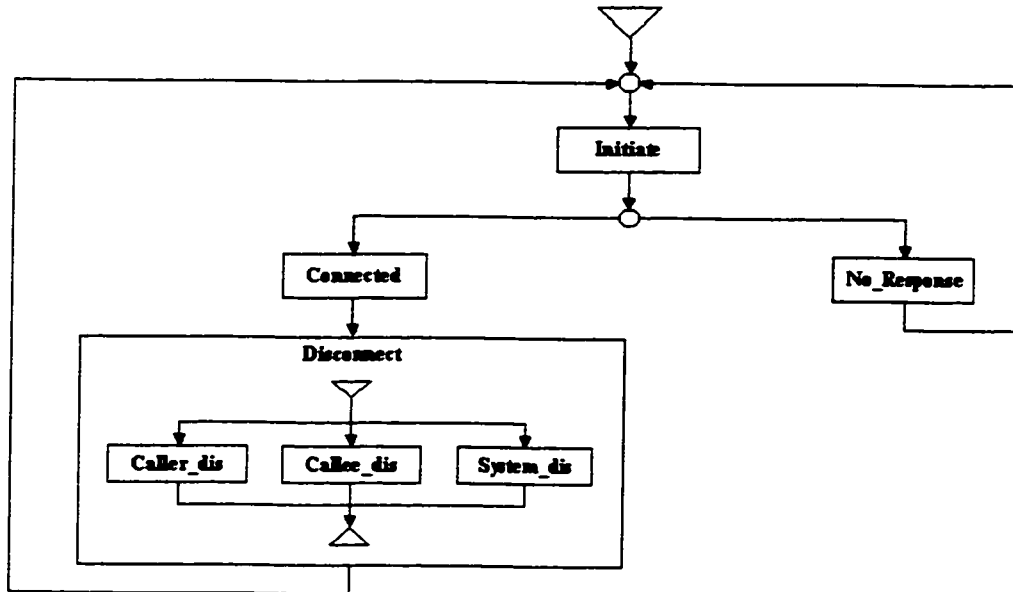 Initiate
Connected
No_Response
Disconnect
Caller_dis
Callee_dis
System_dis